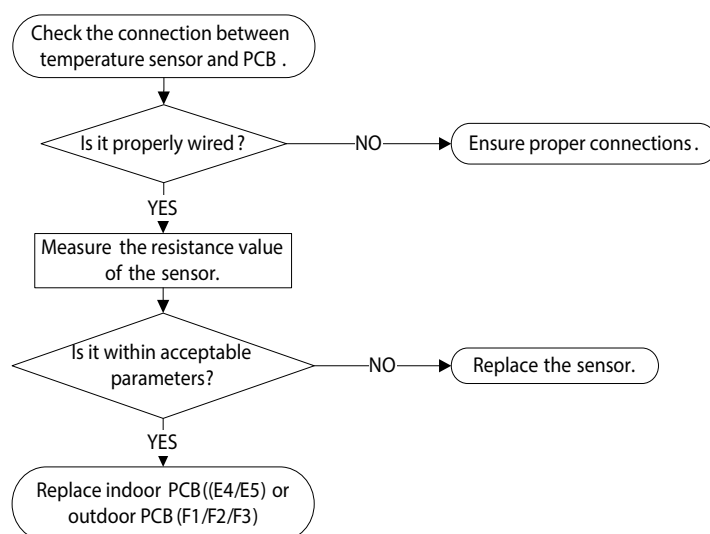 Check the connection between
temperature sensor and PCB .
Is it properly wired ?
NO
Ensure proper connections .
YES
Measure the resistance value
of the sensor.
Is it within acceptable
parameters?
NO
Replace the sensor.
YES
Replace indoor PCB((E4/E5) or
outdoor PCB (F1/F2/F3)